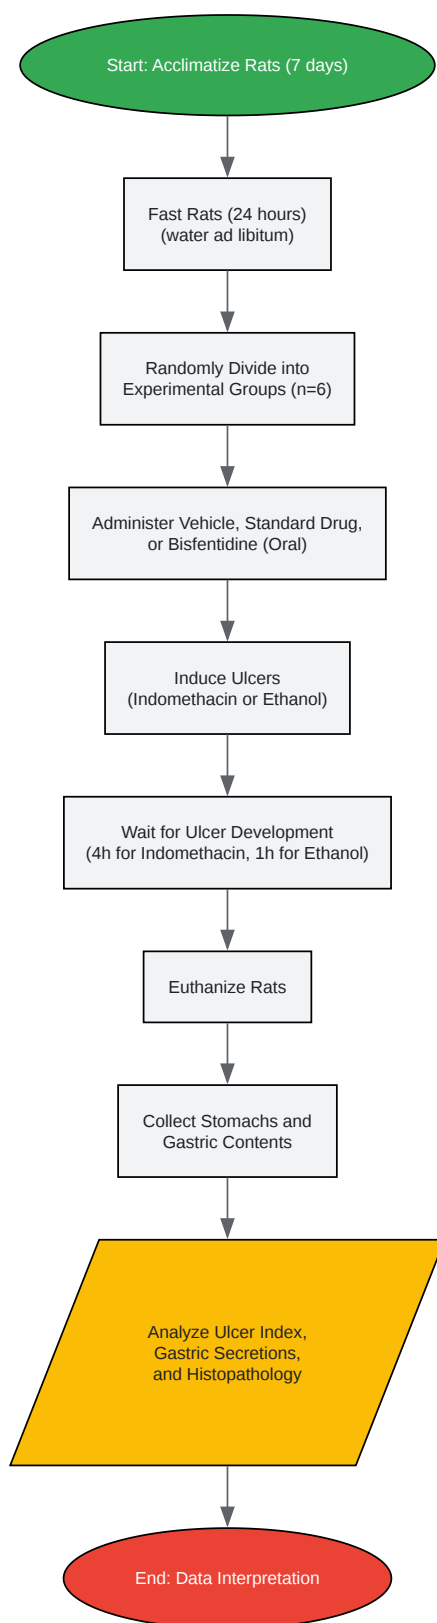 Start: Acclimatize Rats (7 days)
Fast Rats (24 hours)
(water ad libitum)
Randomly Divide into
Experimental Groups (n=6)
Administer Vehicle, Standard Drug,
or Bisfentidine (Oral)
Induce Ulcers
(Indomethacin or Ethanol)
Wait for Ulcer Development
(4h for Indomethacin, 1h for Ethanol)
Euthanize Rats
Collect Stomachs and
Gastric Contents
Analyze Ulcer Index,
Gastric Secretions,
and Histopathology
End: Data Interpretation